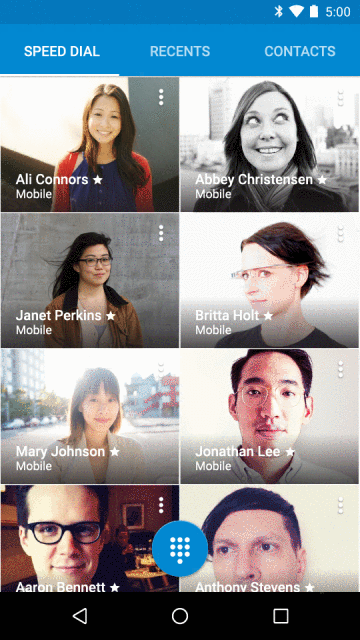 5:00
SPEED DIAL RECENTS CONTACTS
Ali Connors ★
Mobile
Abbey Christensen ★
Mobile
Janet Perkins ★
Mobile
Britta Holt ★
Mobile
Mary Johnson ★
Mobile
Jonathan Lee ★
Mobile
Aaron Bennett ★
Anthony Stevens ★